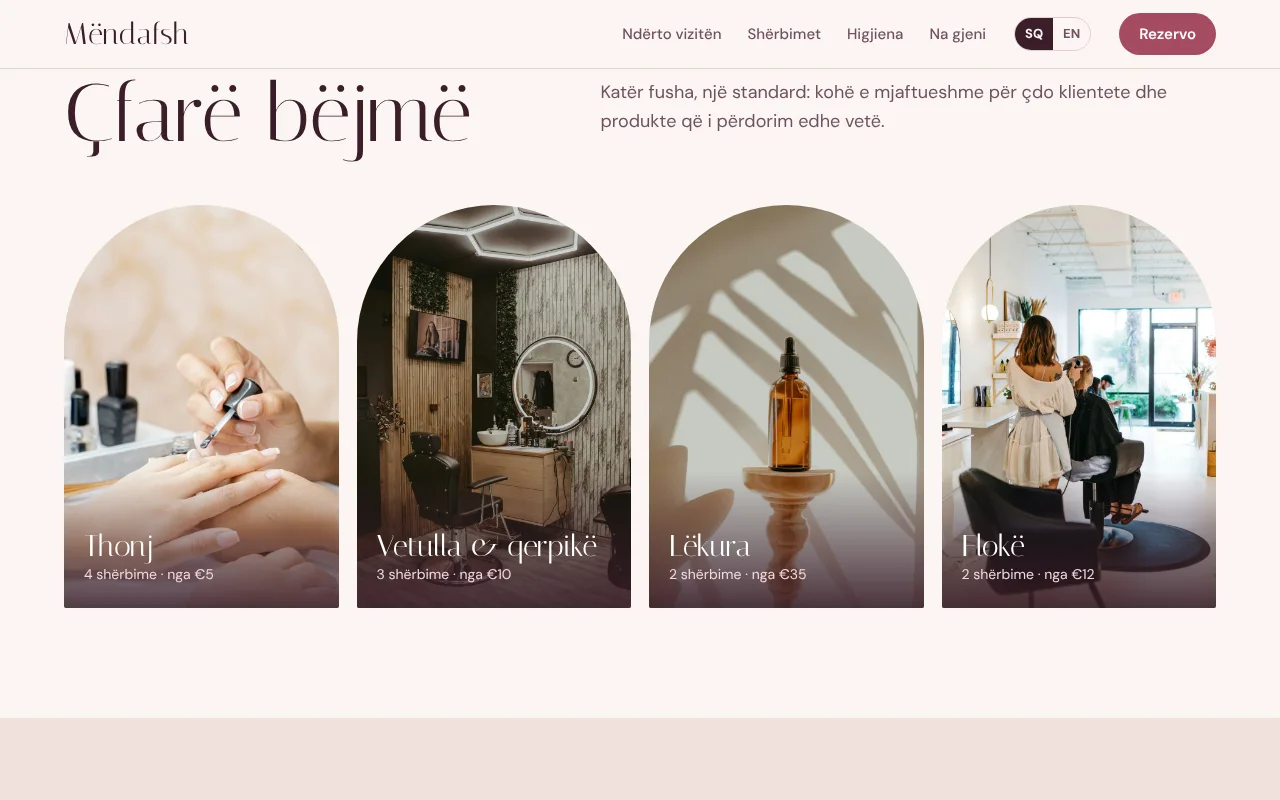 Mëndafsh
Ndërto vizitën
Shërbimet
Higjiena
Na gjeni
SQ
EN
Rezervo
Çfarë bëjmë
Katër fusha, një standard: kohë e mjaftueshme për çdo klientete dhe
produkte që i përdorim edhe vetë.
Thonj
4 shërbime · nga €5
Vetulla & qerpikë
3 shërbime · nga €10
Lëkura
2 shërbime · nga €35
Flokë
2 shërbime · nga €12